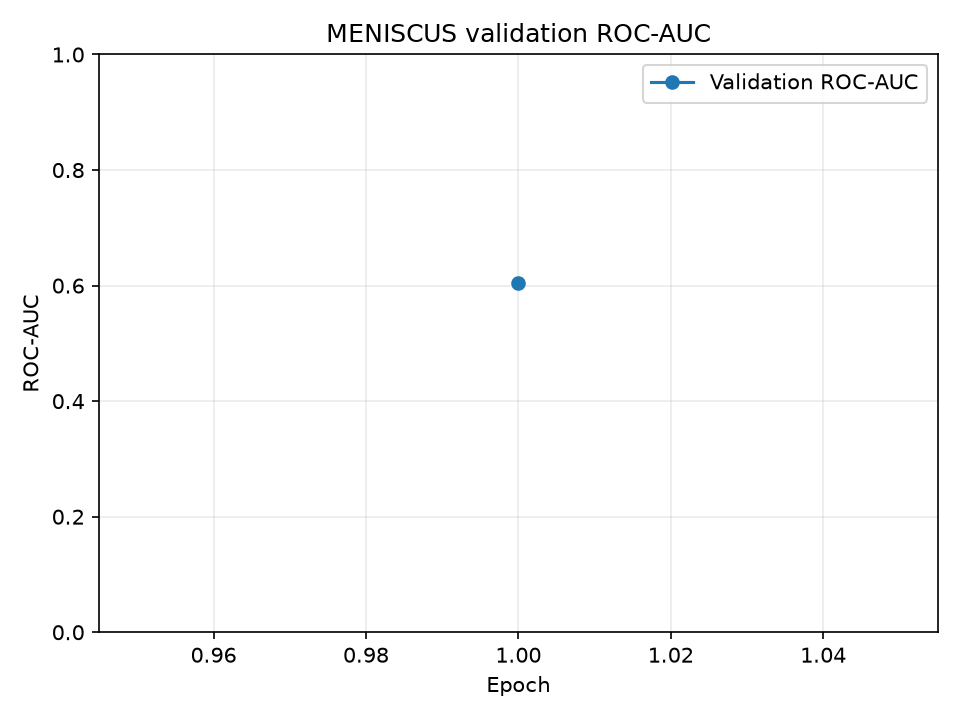 MENISCUS validation ROC-AUC
1.0
Validation ROC-AUC
0.8
0.6
0.4
0.2
0.0
ROC-AUC
0.96 0.98 1.00 1.02 1.04
Epoch